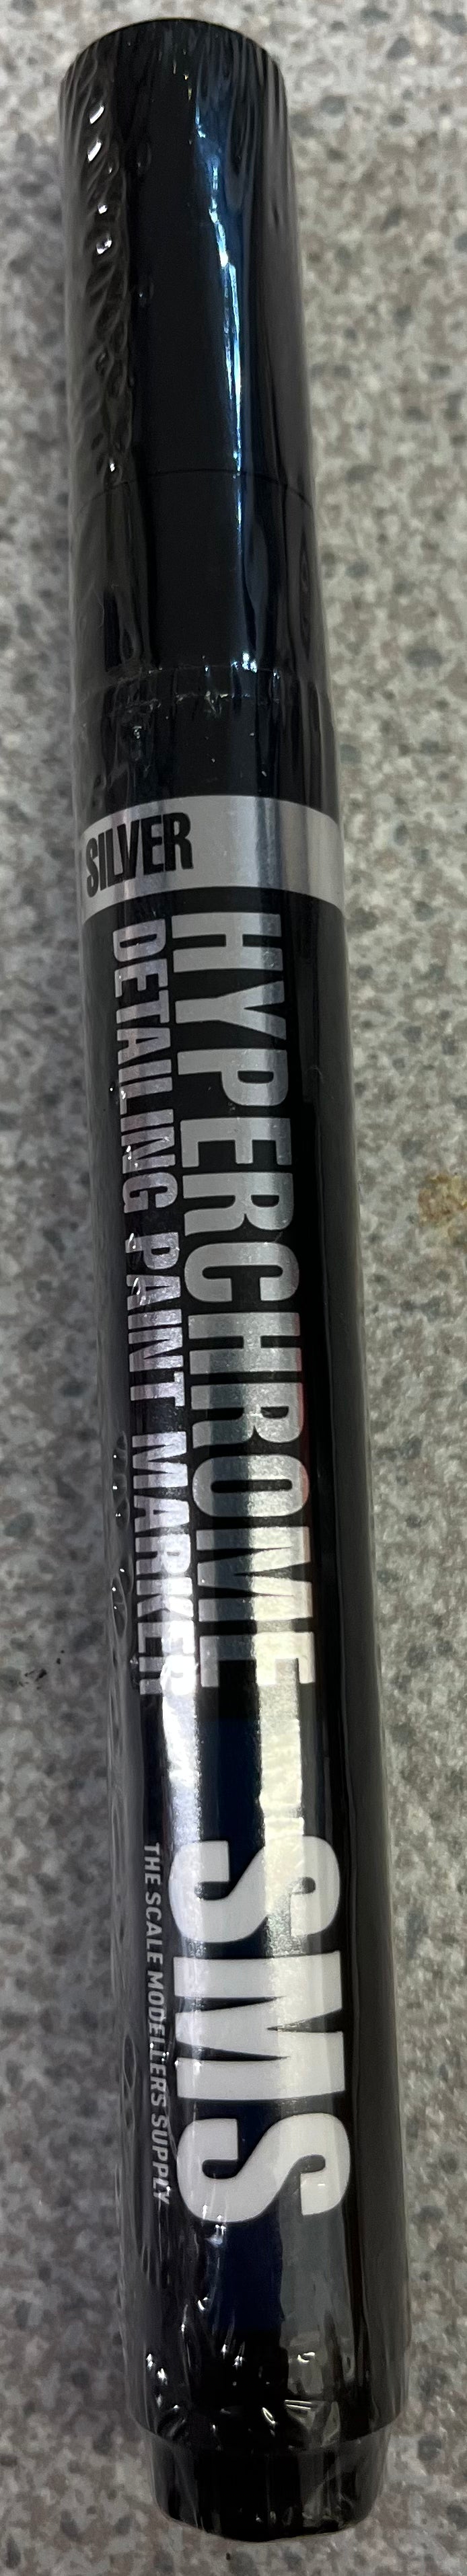 SILVER
HYPERCHROME
DETAILING PAINT MARKER
SMS
THE SCALE MODELLERS SUPPLY